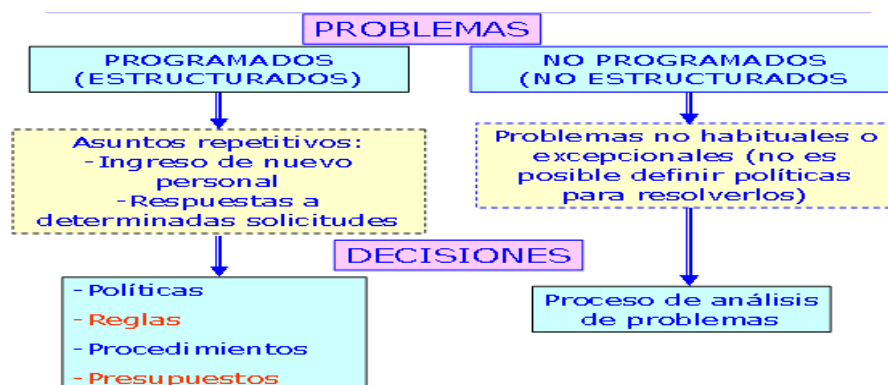 PROBLEMAS
PROGRAMADOS
(ESTRUCTURADOS)
NO PROGRAMADOS
(NO ESTRUCTURADOS
Asuntos repetitivos:
-Ingreso de nuevo
personal
-Respuestas a
determinadas solicitudes
Problemas no habituales o
excepcionales (no es
posible definir políticas
para resolverlos)
DECISIONES
-Políticas
-Reglas
-Procedimientos
-Presupuestos
Proceso de análisis
de problemas